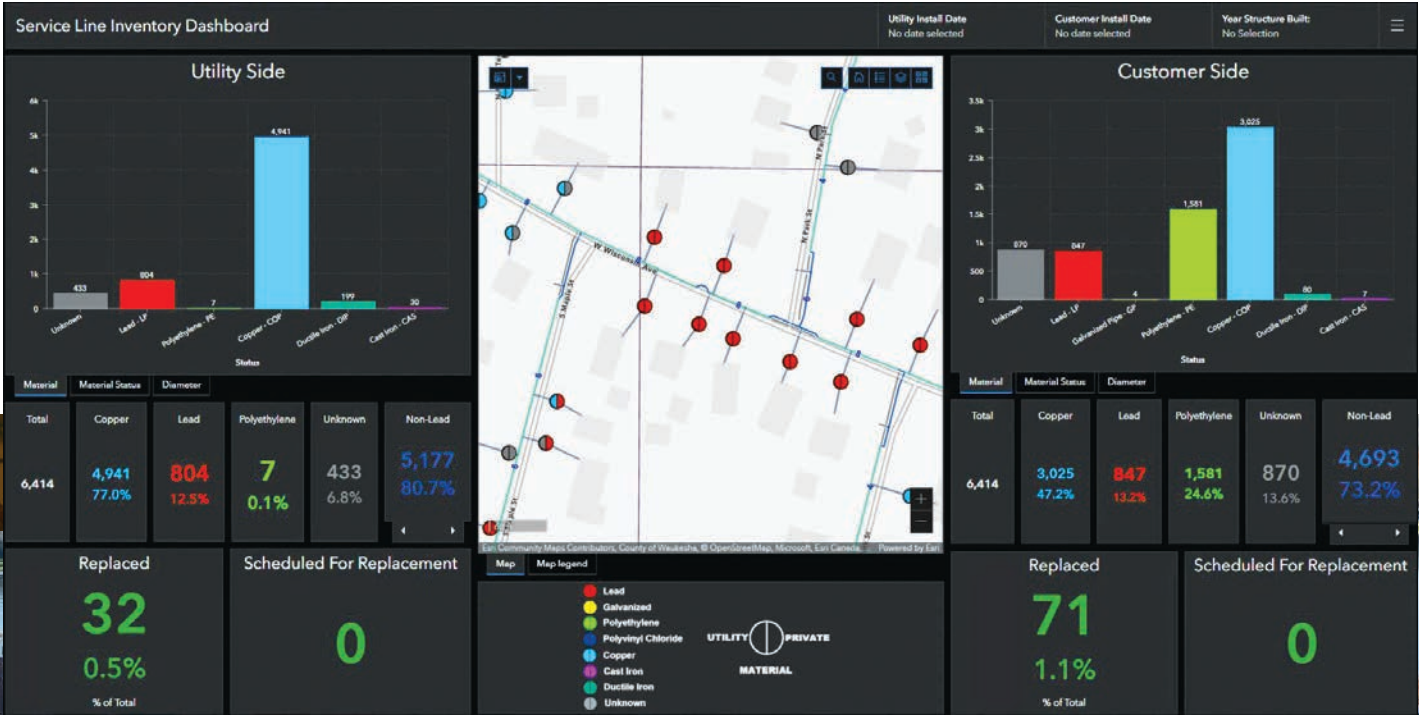 Service Line Inventory Dashboard
Utility Install Date
No date selected
Customer Install Date
No date selected
Year Structure Built:
No Selection
Utility Side
6k
5k
4k
3k
2k
1k
0
433
804
7
4,941
199
30
Unknown
Lead - LP
Polyethylene - PE
Copper - COP
Ductile Iron - DIP
Cast Iron - CAS
Status
Material
Material Status
Diameter
Total
6,414
Copper
4,941
77.0%
Lead
804
12.5%
Polyethylene
7
0.1%
Unknown
433
6.8%
Non-Lead
5,177
80.7%
Replaced
32
0.5%
% of Total
Scheduled For Replacement
0
N Park St
N Park St
W Wisconsin Ave
S Maple St
Esri Community Maps Contributors, County of Waukesha, © OpenStreetMap, Microsoft, Esri Canada,
Powered by Esri
Map
Map legend
Lead
Galvanized
Polyethylene
Polyvinyl Chloride
Copper
Cast Iron
Ductile Iron
Unknown
UTILITY
PRIVATE
MATERIAL
Customer Side
3.5k
3k
2.5k
2k
1.5k
1k
500
0
870
847
4
1,581
3,025
80
7
Unknown
Lead - LP
Galvanized Pipe - GP
Polyethylene - PE
Copper - COP
Ductile Iron - DIP
Cast Iron - CAS
Status
Material
Material Status
Diameter
Total
6,414
Copper
3,025
47.2%
Lead
847
13.2%
Polyethylene
1,581
24.6%
Unknown
870
13.6%
Non-Lead
4,693
73.2%
Replaced
71
1.1%
% of Total
Scheduled For Replacement
0